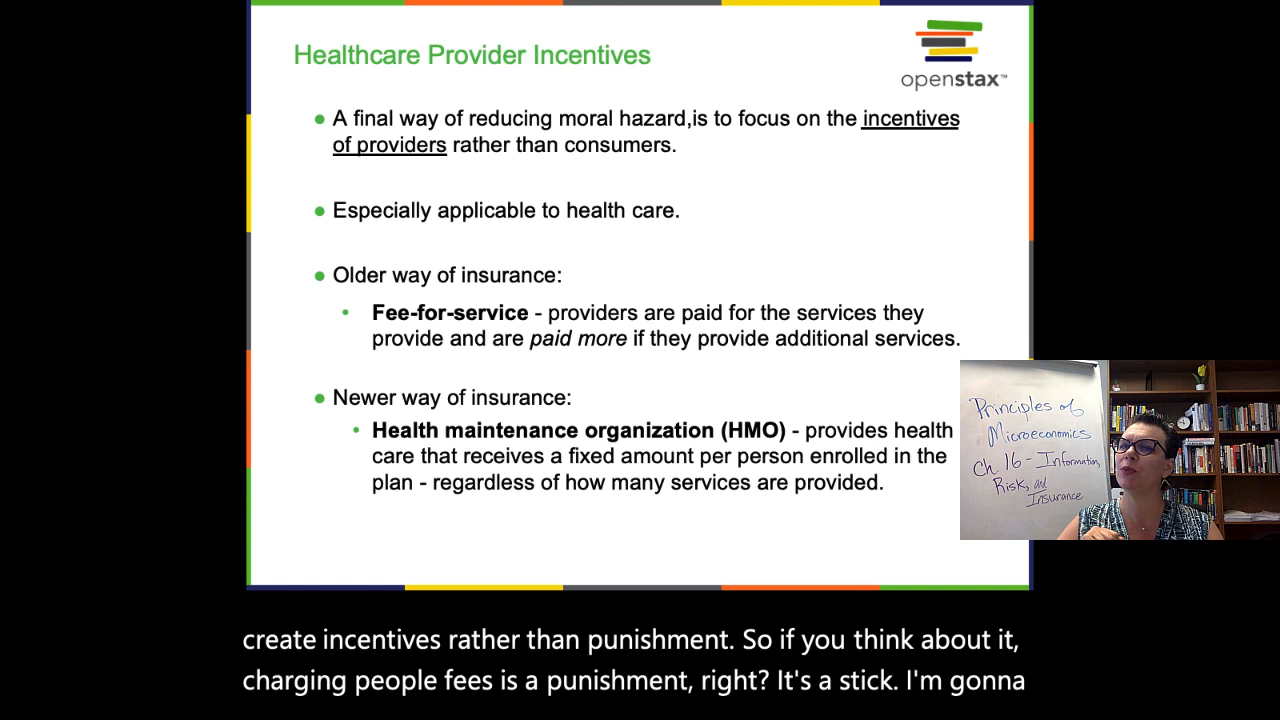 Healthcare Provider Incentives
openstax™
● A final way of reducing moral hazard,is to focus on the incentives
of providers rather than consumers.
● Especially applicable to health care.
● Older way of insurance:
• Fee-for-service - providers are paid for the services they
provide and are paid more if they provide additional services.
● Newer way of insurance:
• Health maintenance organization (HMO) - provides health
care that receives a fixed amount per person enrolled in the
plan - regardless of how many services are provided.
Principles of
Microeconomics
Ch 16 - Information,
Risk, and
Insurance
create incentives rather than punishment. So if you think about it,
charging people fees is a punishment, right? It's a stick. I'm gonna